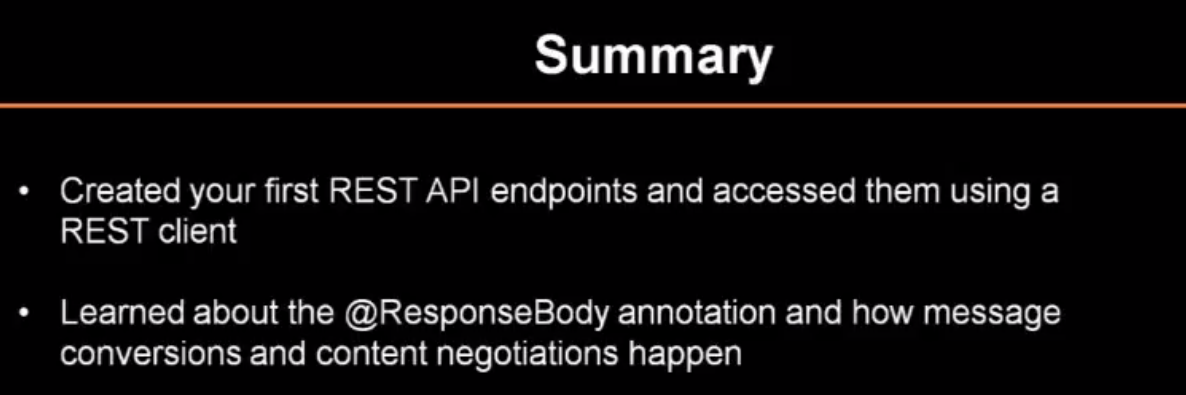 Summary
• Created your first REST API endpoints and accessed them using a
REST client
• Learned about the @ResponseBody annotation and how message
conversions and content negotiations happen